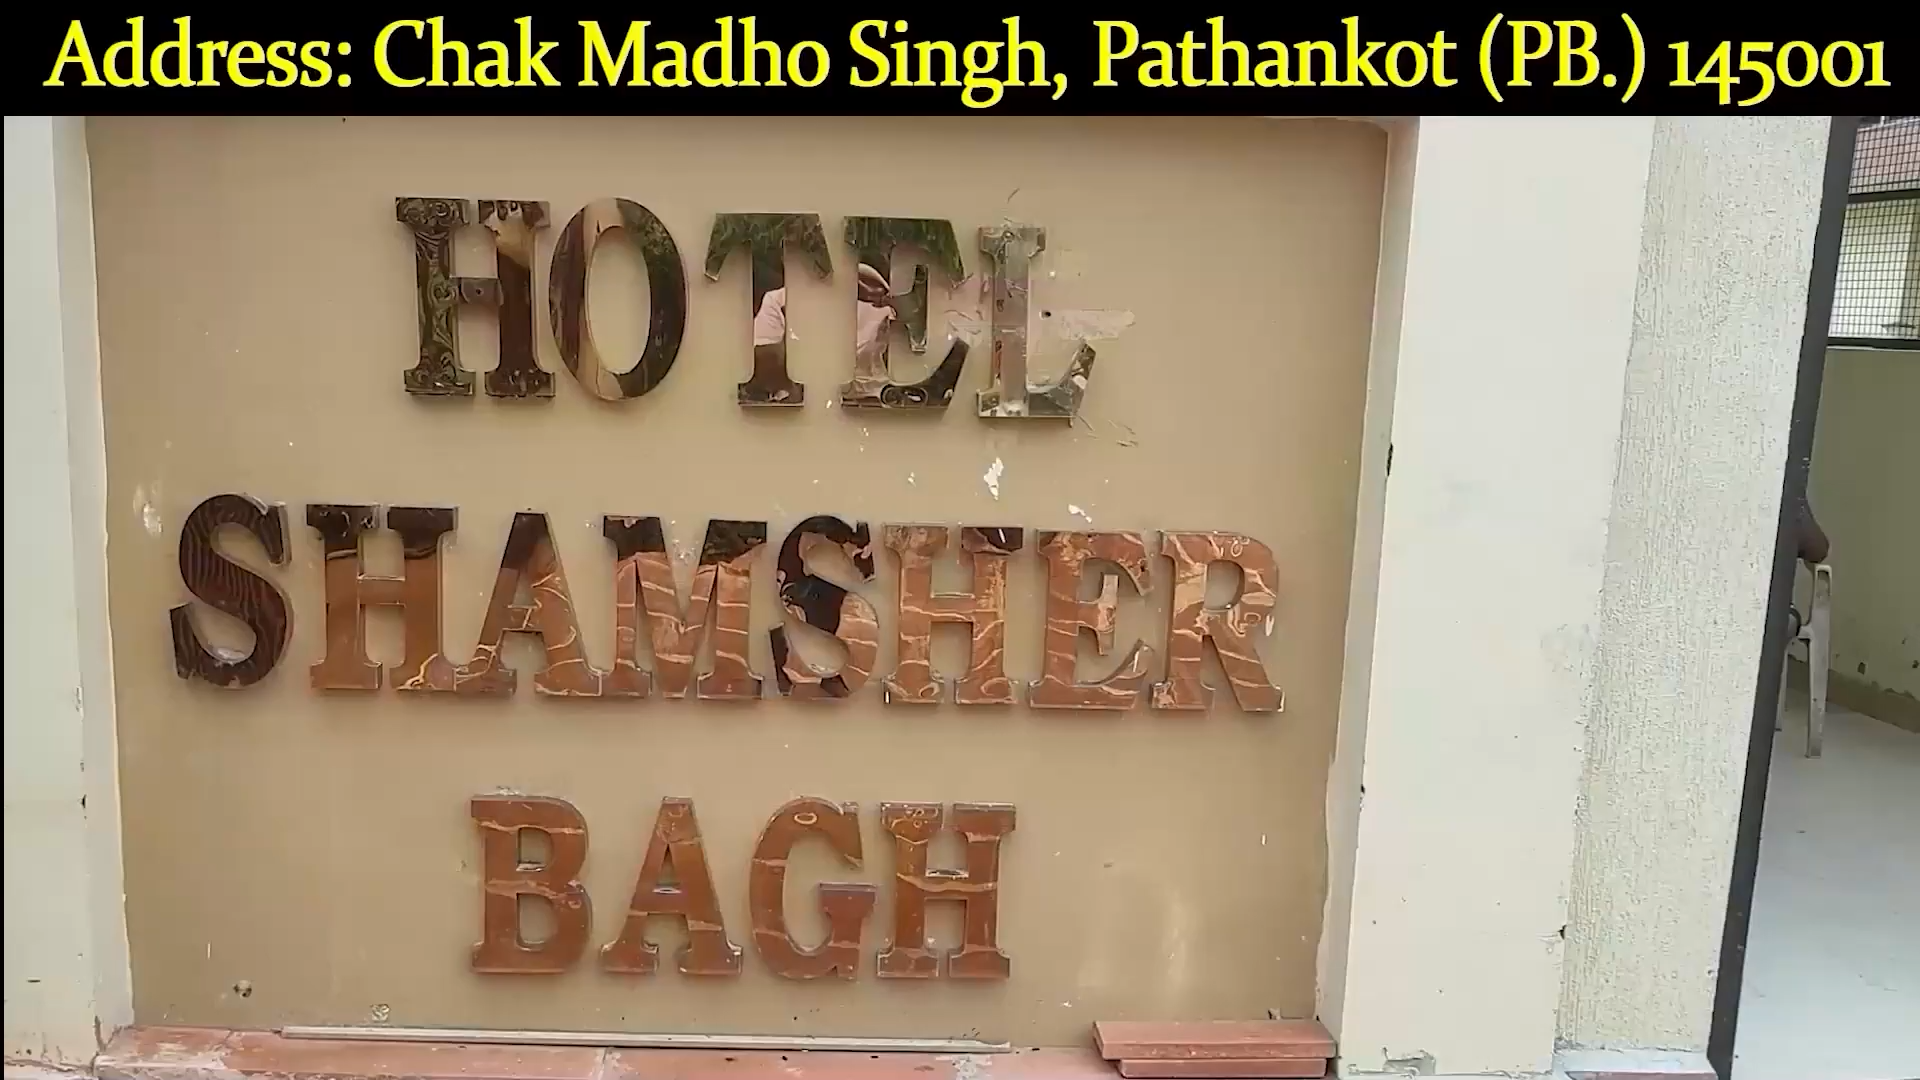 Address: Chak Madho Singh, Pathankot (PB.) 145001
HOTEL
SHAMSHER
BAGH